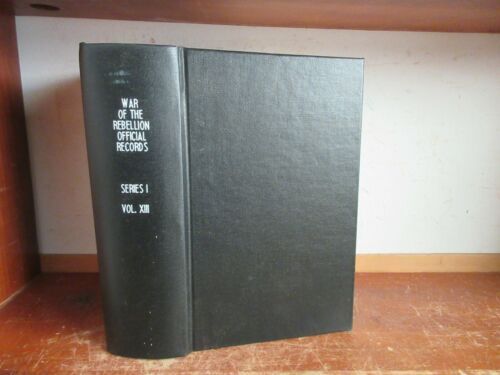 WAR
OF THE
REBELLION
OFFICIAL
RECORDS
SERIES I
VOL. XIII